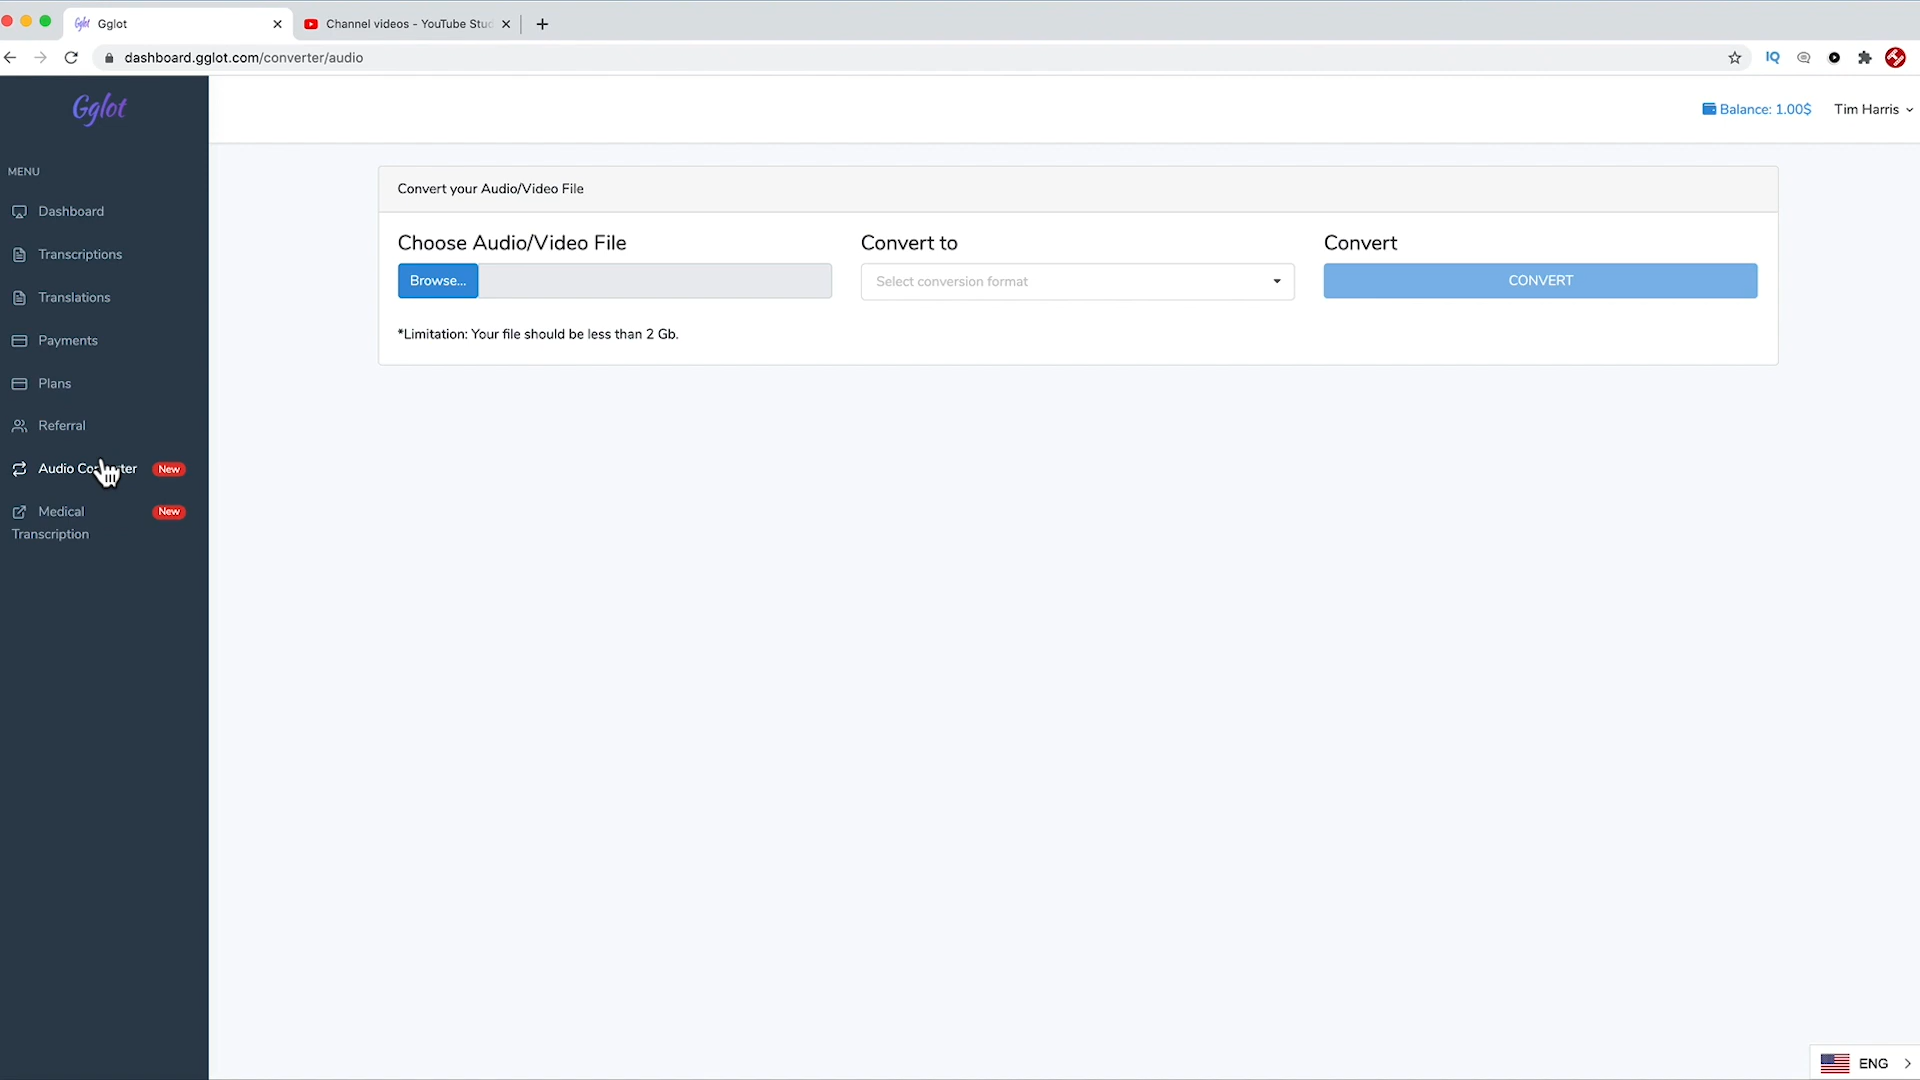 Gglot
Channel videos - YouTube Stu
dashboard.gglot.com/converter/audio
IQ
Gglot
Balance: 1.00$
Tim Harris
MENU
Dashboard
Transcriptions
Translations
Payments
Plans
Referral
Audio Converter New
Medical New
Transcription
Convert your Audio/Video File
Choose Audio/Video File
Browse...
*Limitation: Your file should be less than 2 Gb.
Convert to
Select conversion format
Convert
CONVERT
ENG